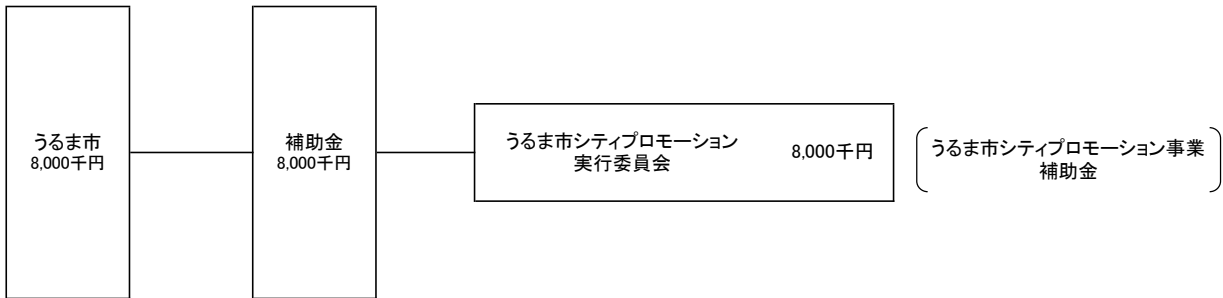 うるま市
8,000千円
補助金
8,000千円
うるま市シティプロモーション
実行委員会
8,000千円
うるま市シティプロモーション事業
補助金